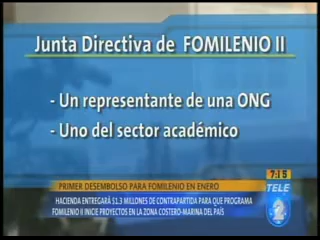 Junta Directiva de FOMILENIO II
- Un representante de una ONG
- Uno del sector académico
PRIMER DESEMBOLSO PARA FOMILENIO EN ENERO
7:15
HACIENDA ENTREGARÁ $1.3 MILLONES DE CONTRAPARTIDA PARA QUE PROGRAMA
FOMILENIO II INICIE PROYECTOS EN LA ZONA COSTERO-MARINA DEL PAÍS
TELE